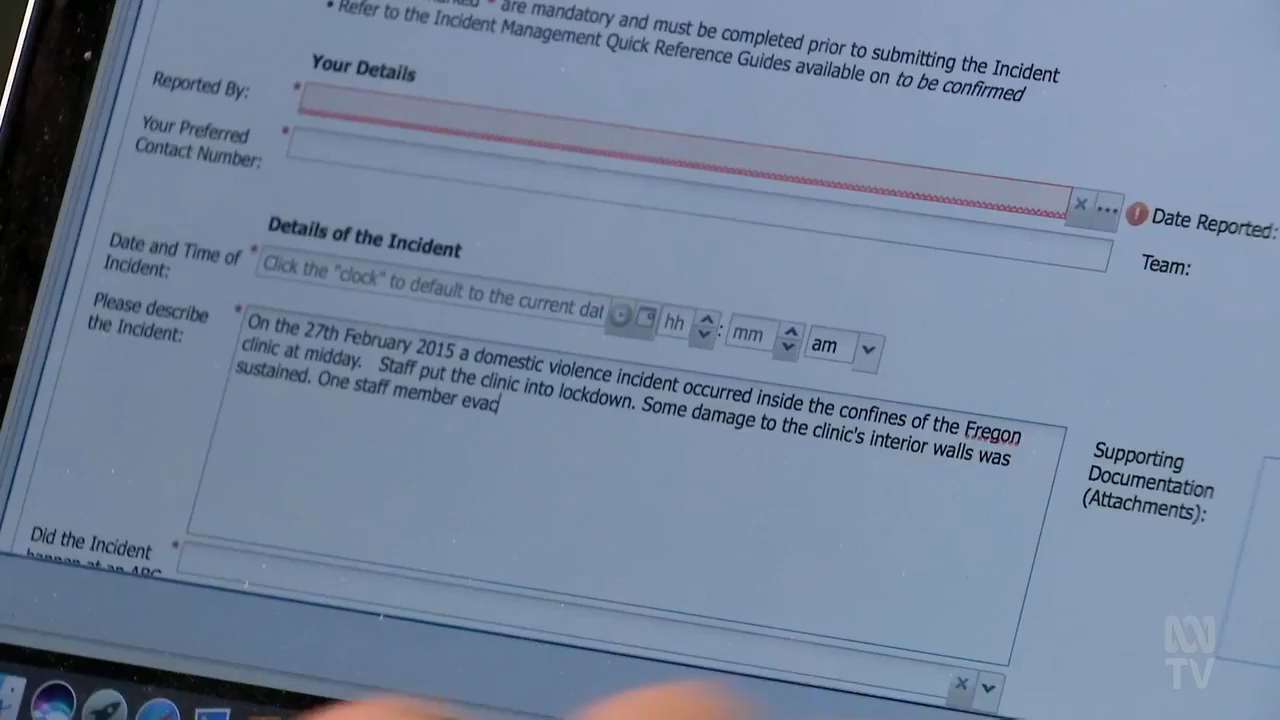 * are mandatory and must be completed prior to submitting the Incident
• Refer to the Incident Management Quick Reference Guides available on to be confirmed
Your Details
Reported By: *
Your Preferred
Contact Number: *
Date Reported:
Team:
Details of the Incident
Date and Time of
Incident: *
Click the "clock" to default to the current dat
hh : mm am
Please describe
the Incident: *
On the 27th February 2015 a domestic violence incident occurred inside the confines of the Fregon
clinic at midday. Staff put the clinic into lockdown. Some damage to the clinic's interior walls was
sustained. One staff member evac
Supporting
Documentation
(Attachments):
Did the Incident *
happen at an ABC
TV